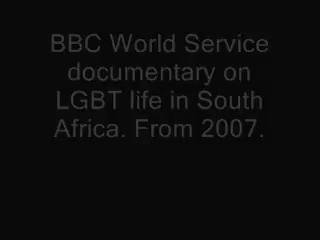 BBC World Service
documentary on
LGBT life in South
Africa. From 2007.